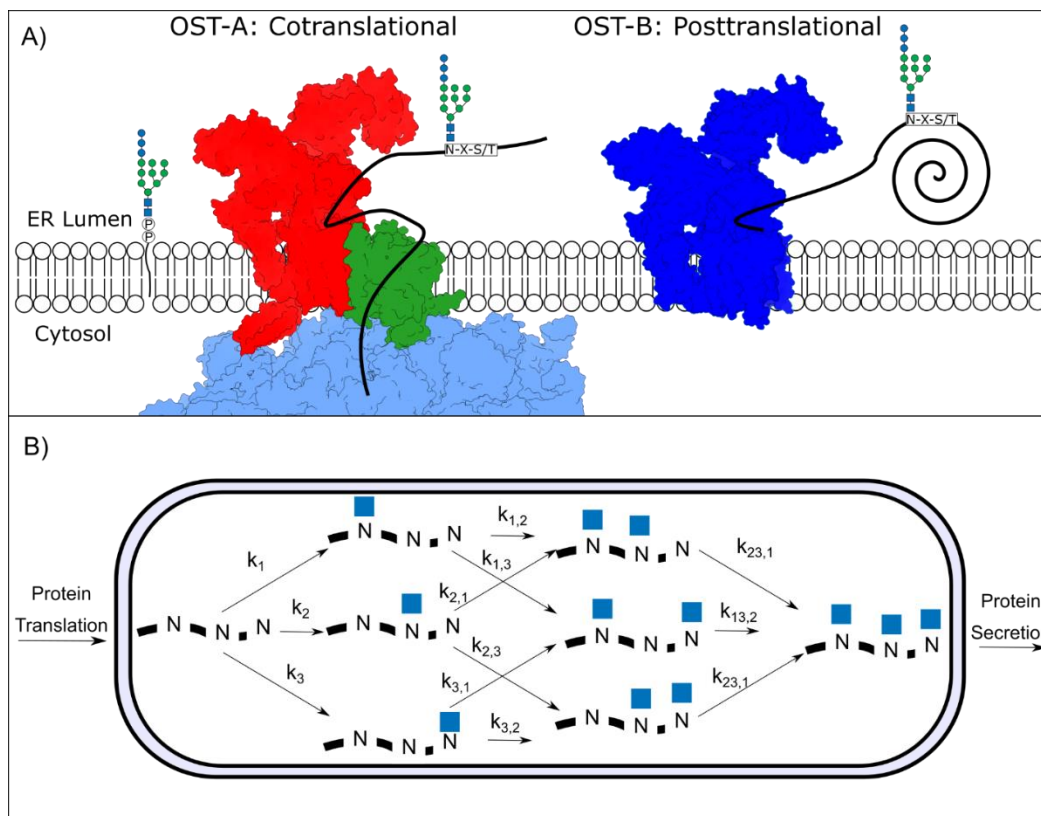 A)
OST-A: Cotranslational
OST-B: Posttranslational
N-X-S/T
N-X-S/T
ER Lumen
P
P
Cytosol
B)
Protein
Translation
k1
k2
k3
N N N
N N N
N N N
N N N
k1,2
k1,3
k2,1
k2,3
k3,1
k3,2
N N N
N N N
N N N
k23,1
k13,2
k23,1
N N N
Protein
Secretio